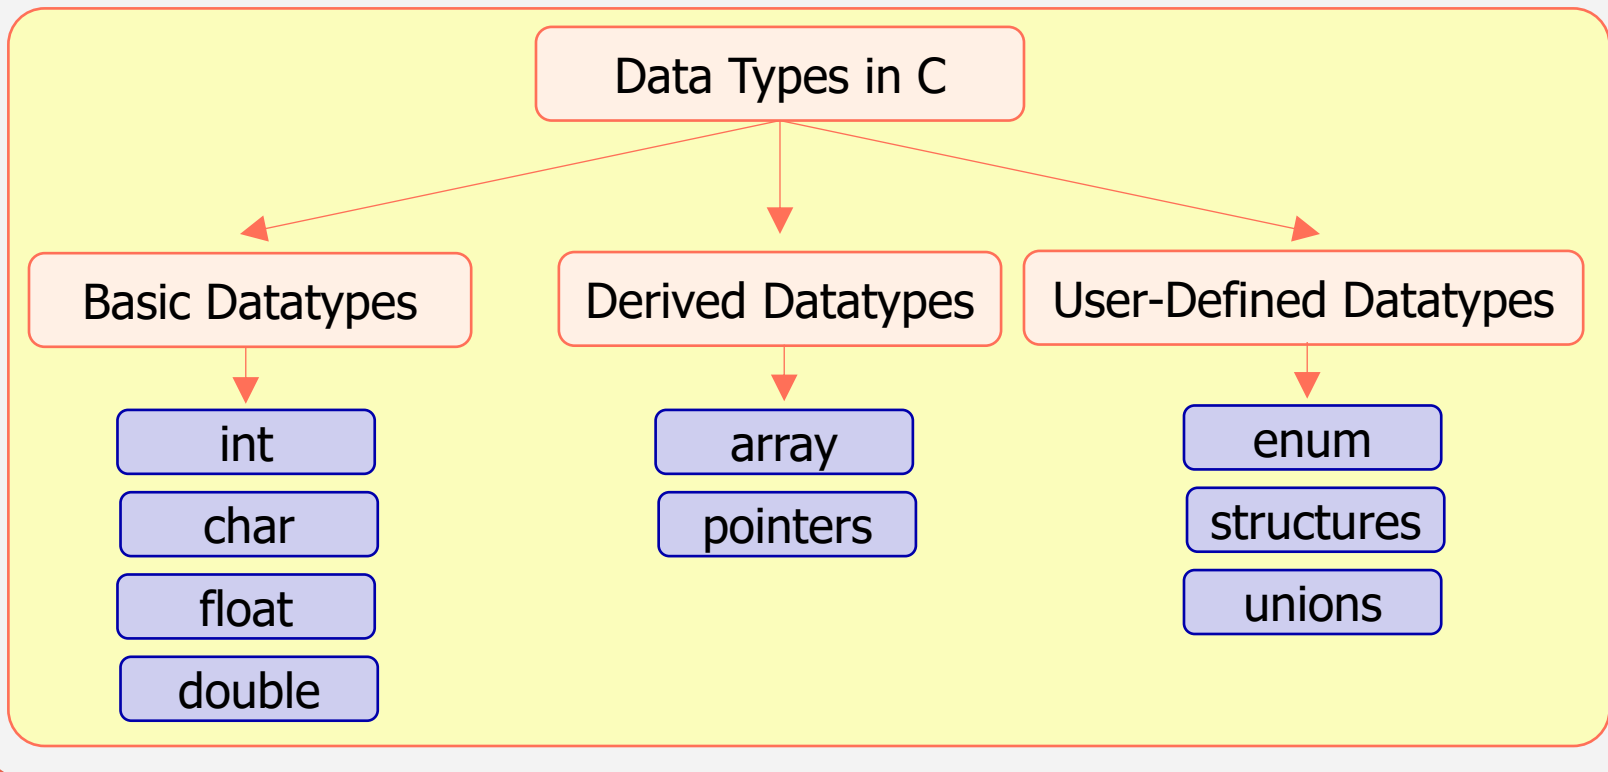 Data Types in C
Basic Datatypes
Derived Datatypes
User-Defined Datatypes
int
char
float
double
array
pointers
enum
structures
unions